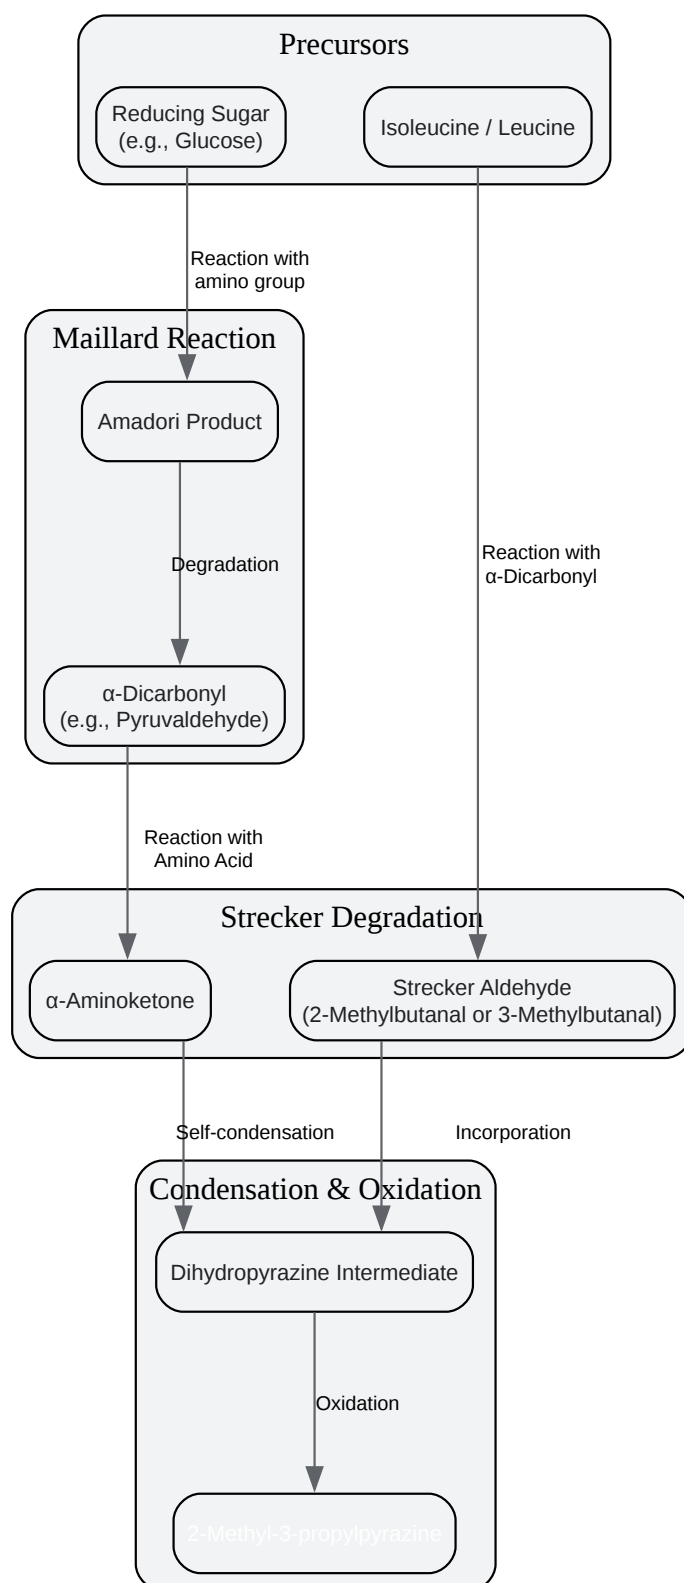 Precursors
Reducing Sugar
(e.g., Glucose)
Isoleucine / Leucine
Reaction with
amino group
Maillard Reaction
Amadori Product
Reaction with
α-Dicarbonyl
Degradation
α-Dicarbonyl
(e.g., Pyruvaldehyde)
Reaction with
Amino Acid
Strecker Degradation
α-Aminoketone
Strecker Aldehyde
(2-Methylbutanal or 3-Methylbutanal)
Self-condensation
Incorporation
Condensation & Oxidation
Dihydropyrazine Intermediate
Oxidation
2-Methyl-3-propylpyrazine